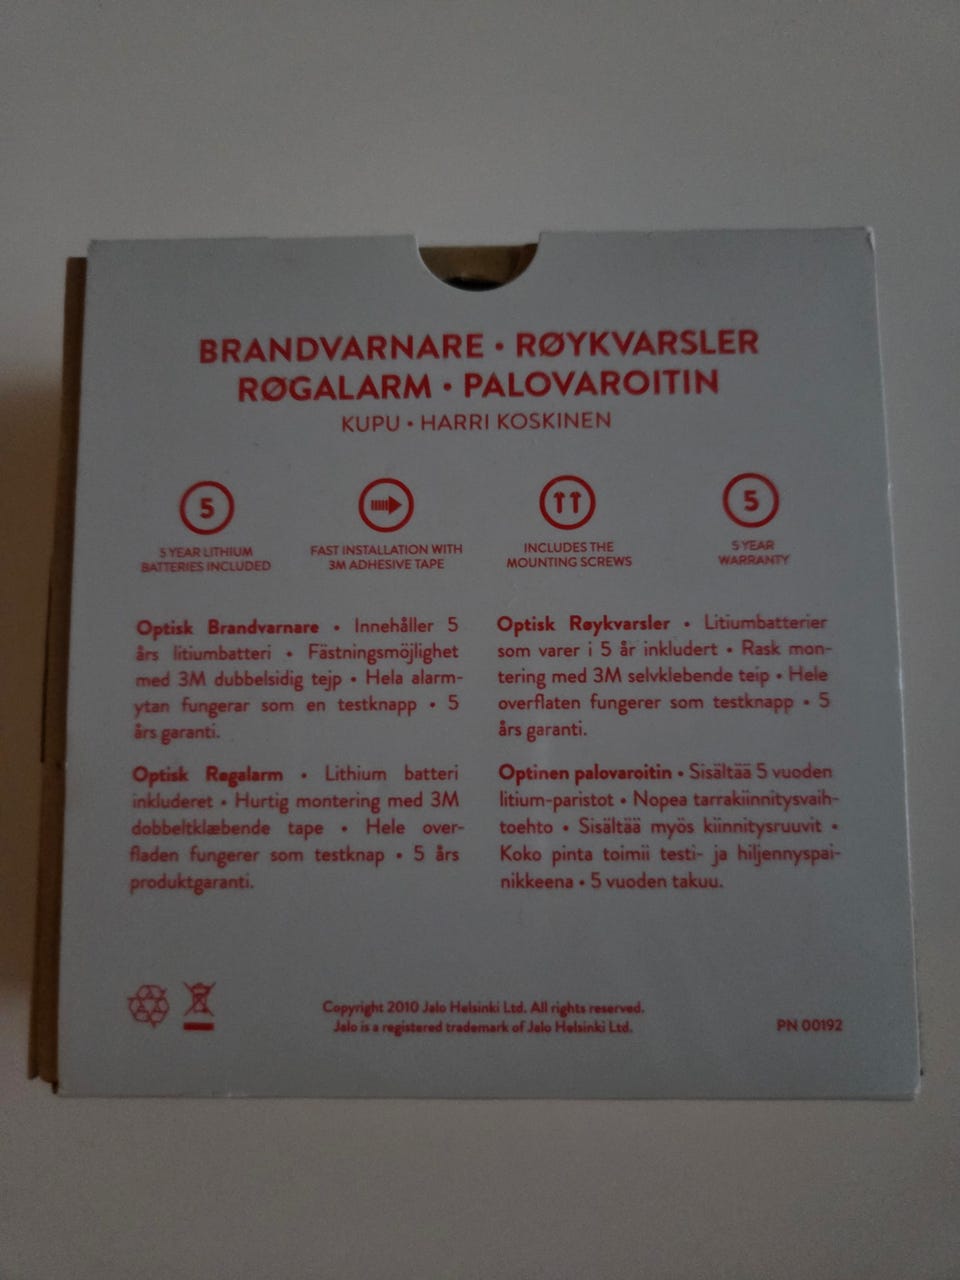 BRANDVARNARE • RØYKVARSLER
RØGALARM • PALOVAROITIN
KUPU • HARRI KOSKINEN
5
5 YEAR LITHIUM
BATTERIES INCLUDED
FAST INSTALLATION WITH
3M ADHESIVE TAPE
INCLUDES THE
MOUNTING SCREWS
5
5 YEAR
WARRANTY
Optisk Brandvarnare • Innehåller 5
års litiumbatteri • Fästningsmöjlighet
med 3M dubbelsidig tejp • Hela alarm-
ytan fungerar som en testknapp • 5
års garanti.
Optisk Røykvarsler • Litiumbatterier
som varer i 5 år inkludert • Rask mon-
tering med 3M selvklebende teip • Hele
overflaten fungerer som testknapp • 5
års garanti.
Optisk Røgalarm • Lithium batteri
inkluderet • Hurtig montering med 3M
dobbeltklæbende tape • Hele over-
fladen fungerer som testknap • 5 års
produktgaranti.
Optinen palovaroitin • Sisältää 5 vuoden
litium-paristot • Nopea tarrakiinnitysvaih-
toehto • Sisältää myös kiinnitysruuvit •
Koko pinta toimii testi- ja hiljennyspai-
nikkeena • 5 vuoden takuu.
Copyright 2010 Jalo Helsinki Ltd. All rights reserved.
Jalo is a registered trademark of Jalo Helsinki Ltd.
PN 00192